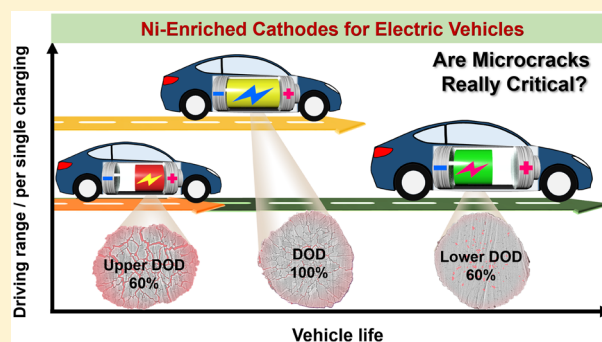 Ni-Enriched Cathodes for Electric Vehicles
Are Microcracks
Really Critical?
Driving range / per single charging
Upper DOD
60%
DOD
100%
Lower DOD
60%
Vehicle life